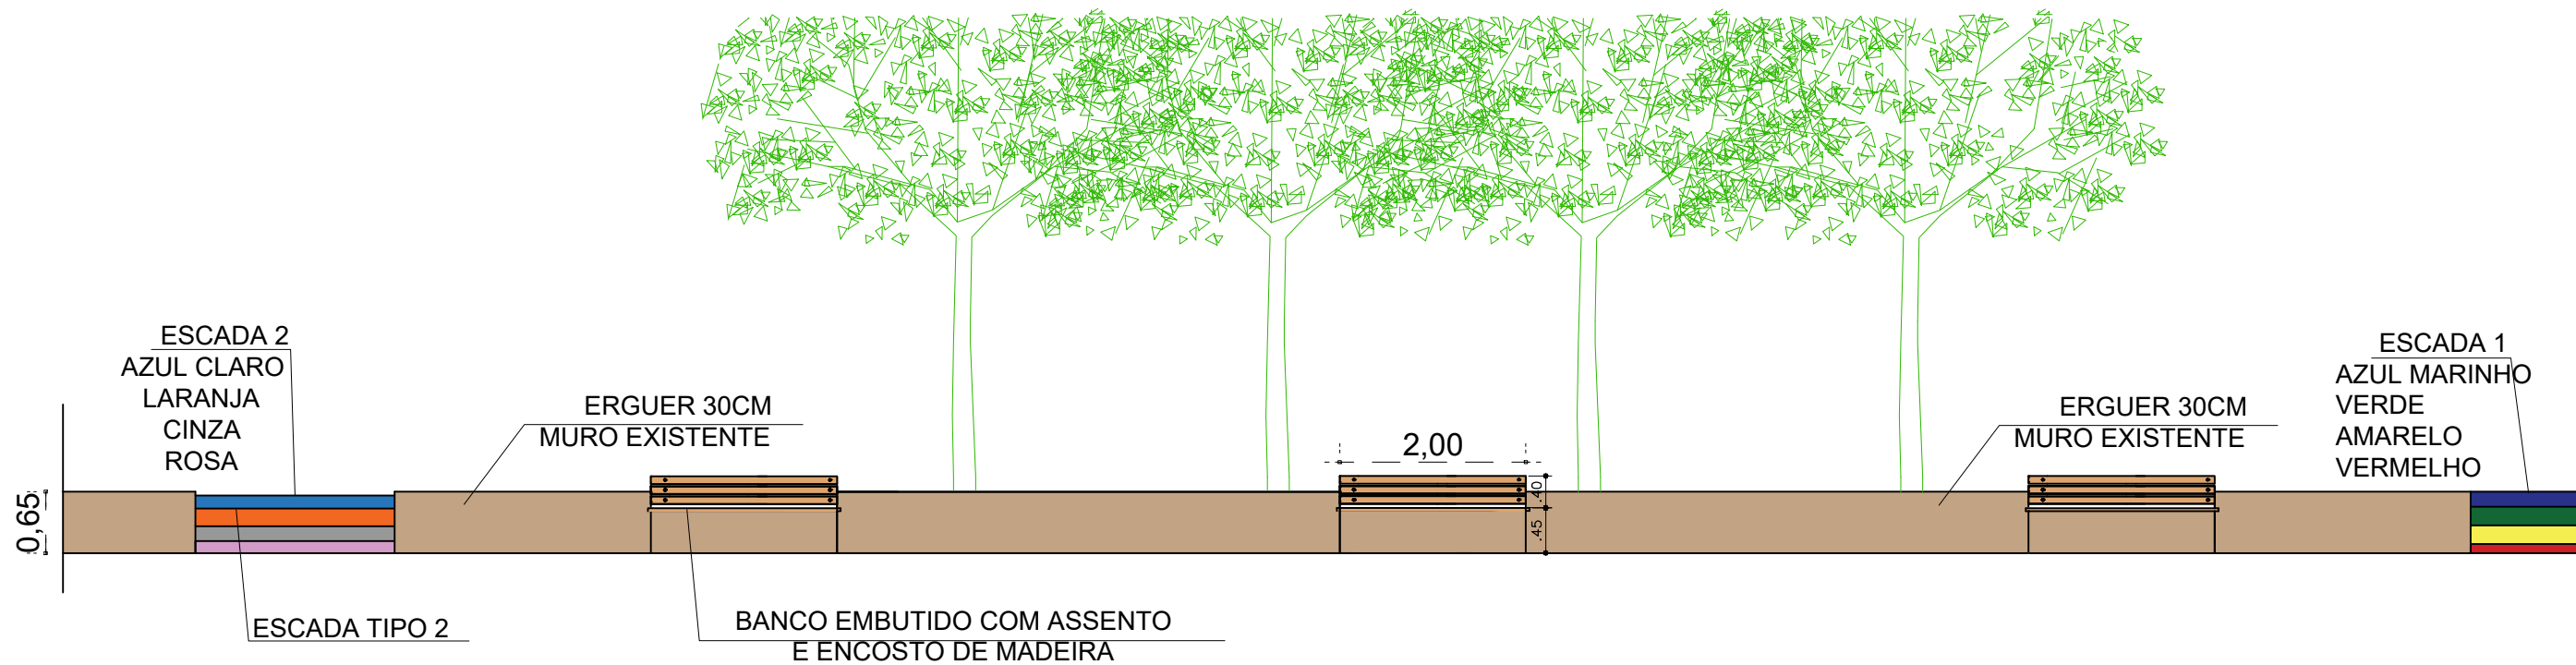 ESCADA 2
AZUL CLARO
LARANJA
CINZA
ROSA
ERGUER 30CM
MURO EXISTENTE
2,00
ERGUER 30CM
MURO EXISTENTE
ESCADA 1
AZUL MARINHO
VERDE
AMARELO
VERMELHO
0,65
.40
.45
ESCADA TIPO 2
BANCO EMBUTIDO COM ASSENTO
E ENCOSTO DE MADEIRA